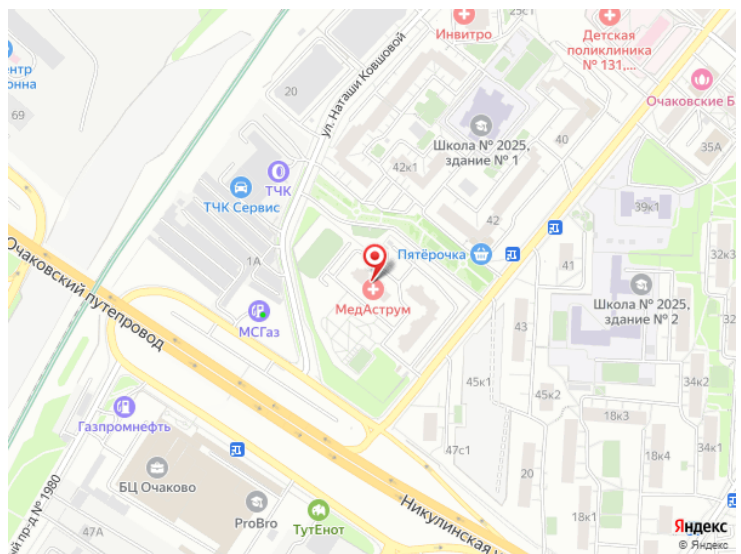 25с1
Инвитро
Детская
поликлиника
№ 131,...
Очаковские Б
ентр
онна
69
20
ул. Наташи Ковшовой
Школа № 2025,
здание № 1
40
35А
42к1
ТЧК
ТЧК Сервис
39к1
42
1А
Пятёрочка
41
32к3
Очаковский путепровод
МедАструм
Школа № 2025,
здание № 2
МСГаз
43
34к2
45к1
45к2
Газпромнефть
18к3
47с1
34к1
18к4
БЦ Очаково
20
ый пр-д № 1980
Никулинская
ProBro
ТутЕнот
18к1
47А
Яндекс
© Яндекс